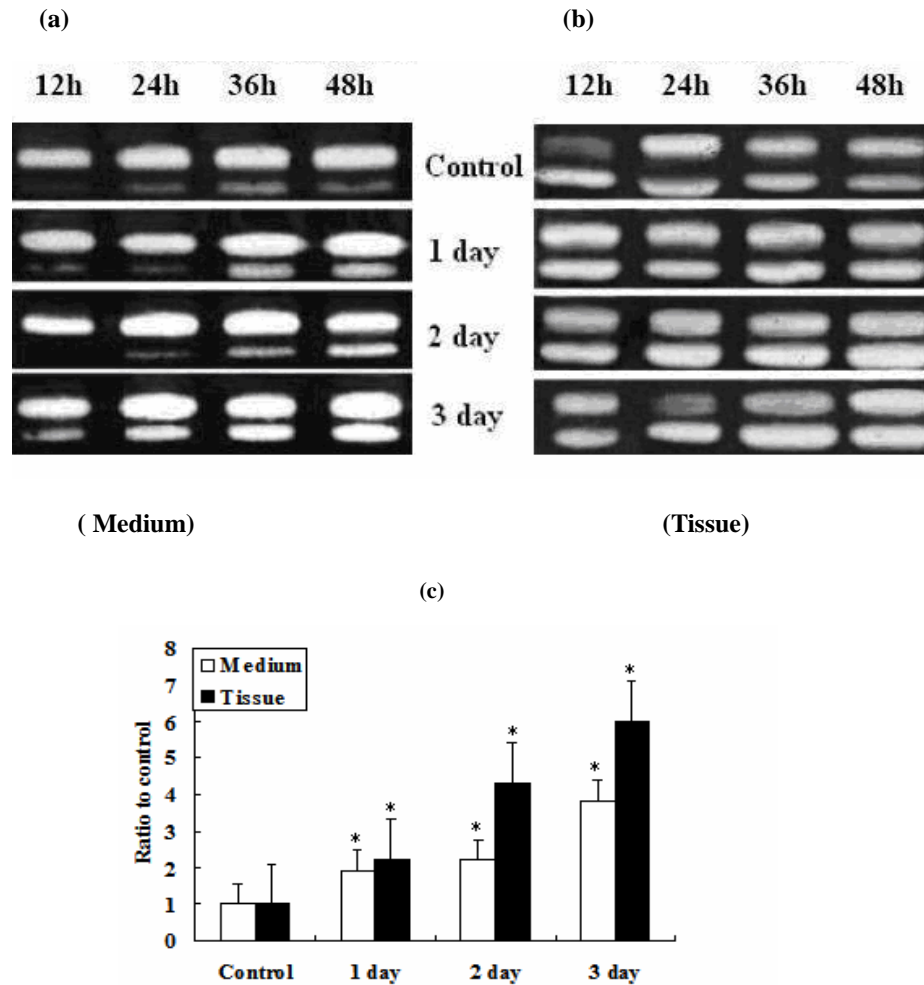 (a) (b)
12h 24h 36h 48h 12h 24h 36h 48h
Control
1 day
2 day
3 day
( Medium) (Tissue)
(c)
Ratio to control
8
7
6
5
4
3
2
1
0
Medium
Tissue
* * * * * *
Control 1 day 2 day 3 day